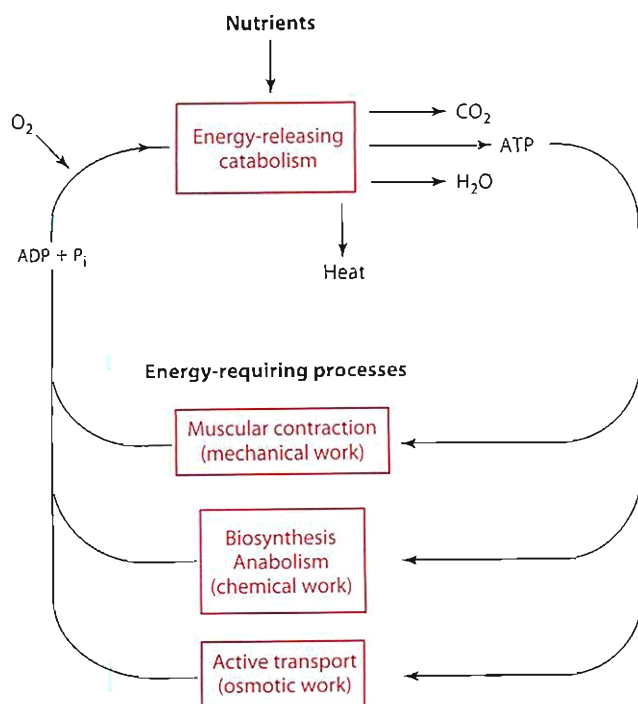 Nutrients
O₂
Energy-releasing
catabolism
CO₂
ATP
H₂O
ADP + Pᵢ
Heat
Energy-requiring processes
Muscular contraction
(mechanical work)
Biosynthesis
Anabolism
(chemical work)
Active transport
(osmotic work)